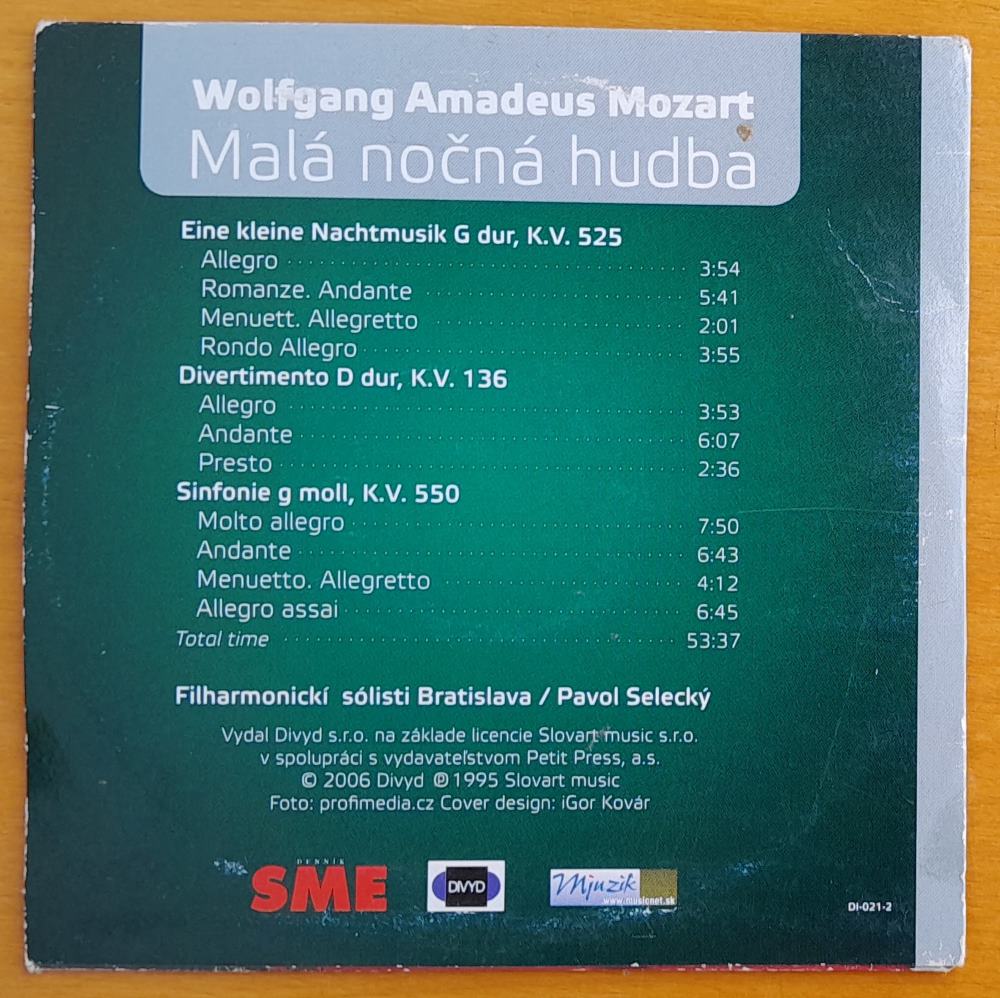 Wolfgang Amadeus Mozart
Malá nočná hudba
Eine kleine Nachtmusik G dur, K.V. 525
Allegro 3:54
Romanze. Andante 5:41
Menuett. Allegretto 2:01
Rondo Allegro 3:55
Divertimento D dur, K.V. 136
Allegro 3:53
Andante 6:07
Presto 2:36
Sinfonie g moll, K.V. 550
Molto allegro 7:50
Andante 6:43
Menuetto. Allegretto 4:12
Allegro assai 6:45
Total time 53:37
Filharmonickí sólisti Bratislava / Pavol Selecký
Vydal Divyd s.r.o. na základe licencie Slovart music s.r.o.
v spolupráci s vydavateľstvom Petit Press, a.s.
© 2006 Divyd ℗ 1995 Slovart music
Foto: profimedia.cz Cover design: iGor Kovár
DENNÍK
SME
DIVYD
Mjuzik
www.musicnet.sk
DI-021-2